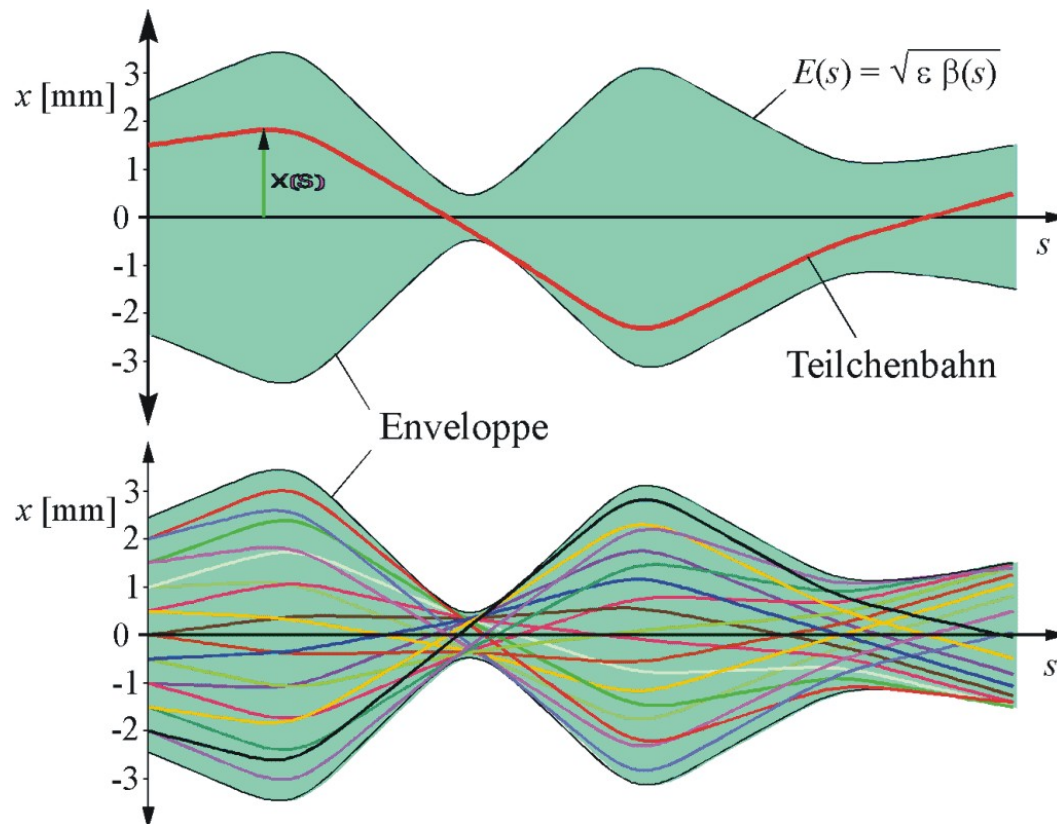 x [mm]
3
2
1
0
-1
-2
-3
E(s) = √ε β(s)
X(S)
s
Teilchenbahn
Enveloppe
x [mm]
3
2
1
0
-1
-2
-3
s